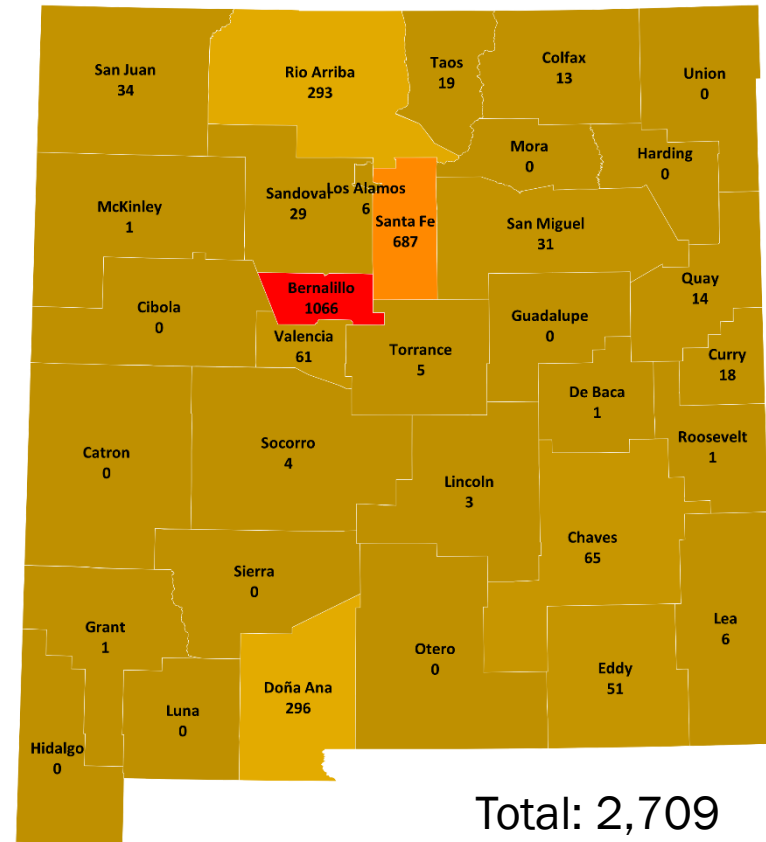 San Juan
34
Rio Arriba
293
Taos
19
Colfax
13
Union
0
Mora
0
Harding
0
McKinley
1
Sandoval
29
Los Alamos
6
Santa Fe
687
San Miguel
31
Quay
14
Cibola
0
Bernalillo
1066
Valencia
61
Torrance
5
Guadalupe
0
Curry
18
De Baca
1
Roosevelt
1
Catron
0
Socorro
4
Lincoln
3
Chaves
65
Sierra
0
Grant
1
Otero
0
Lea
6
Eddy
51
Doña Ana
296
Luna
0
Hidalgo
0
Total: 2,709